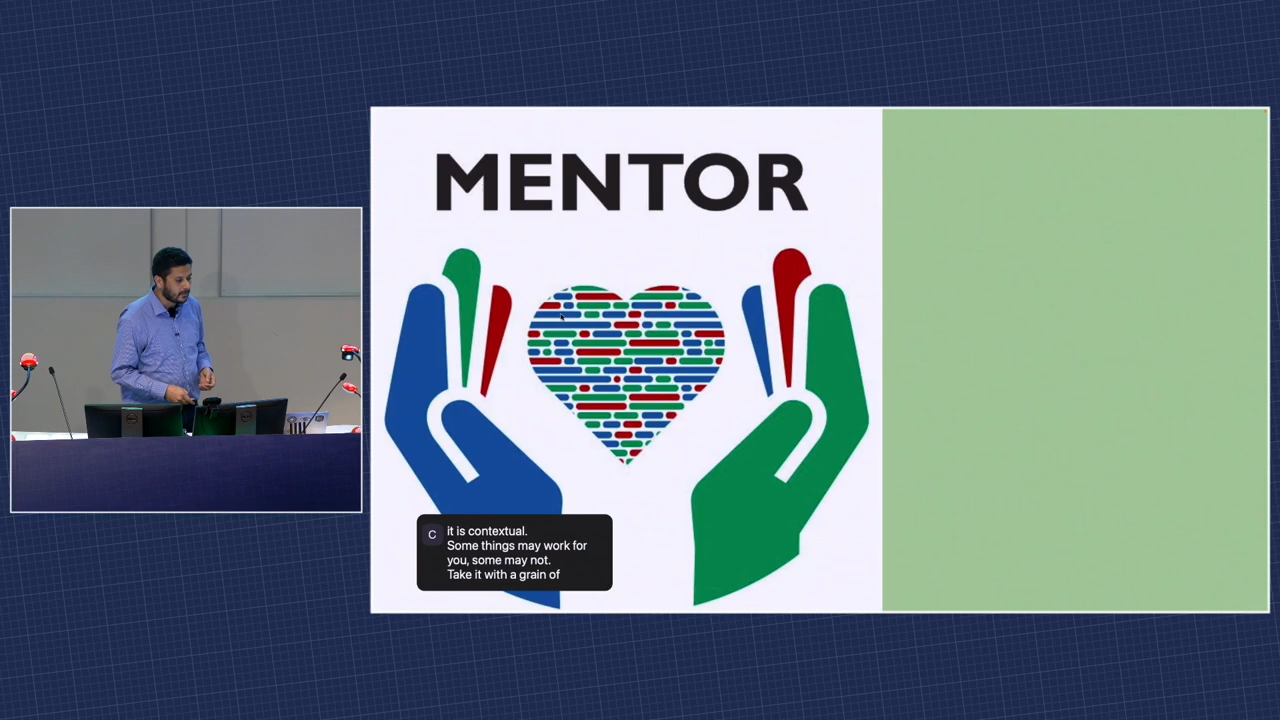 MENTOR
C
it is contextual.
Some things may work for
you, some may not.
Take it with a grain of